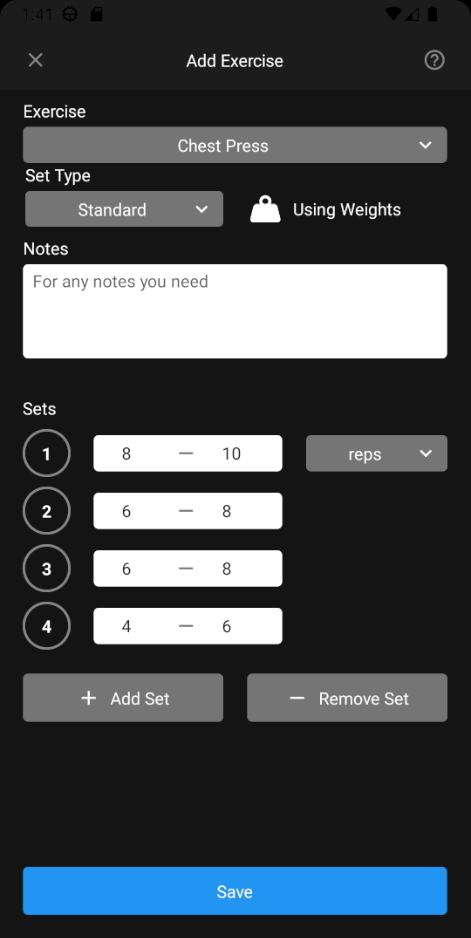 1:41
Add Exercise
Exercise
Chest Press
Set Type
Standard
Using Weights
Notes
For any notes you need
Sets
1 8 — 10 reps
2 6 — 8
3 6 — 8
4 4 — 6
+ Add Set — Remove Set
Save